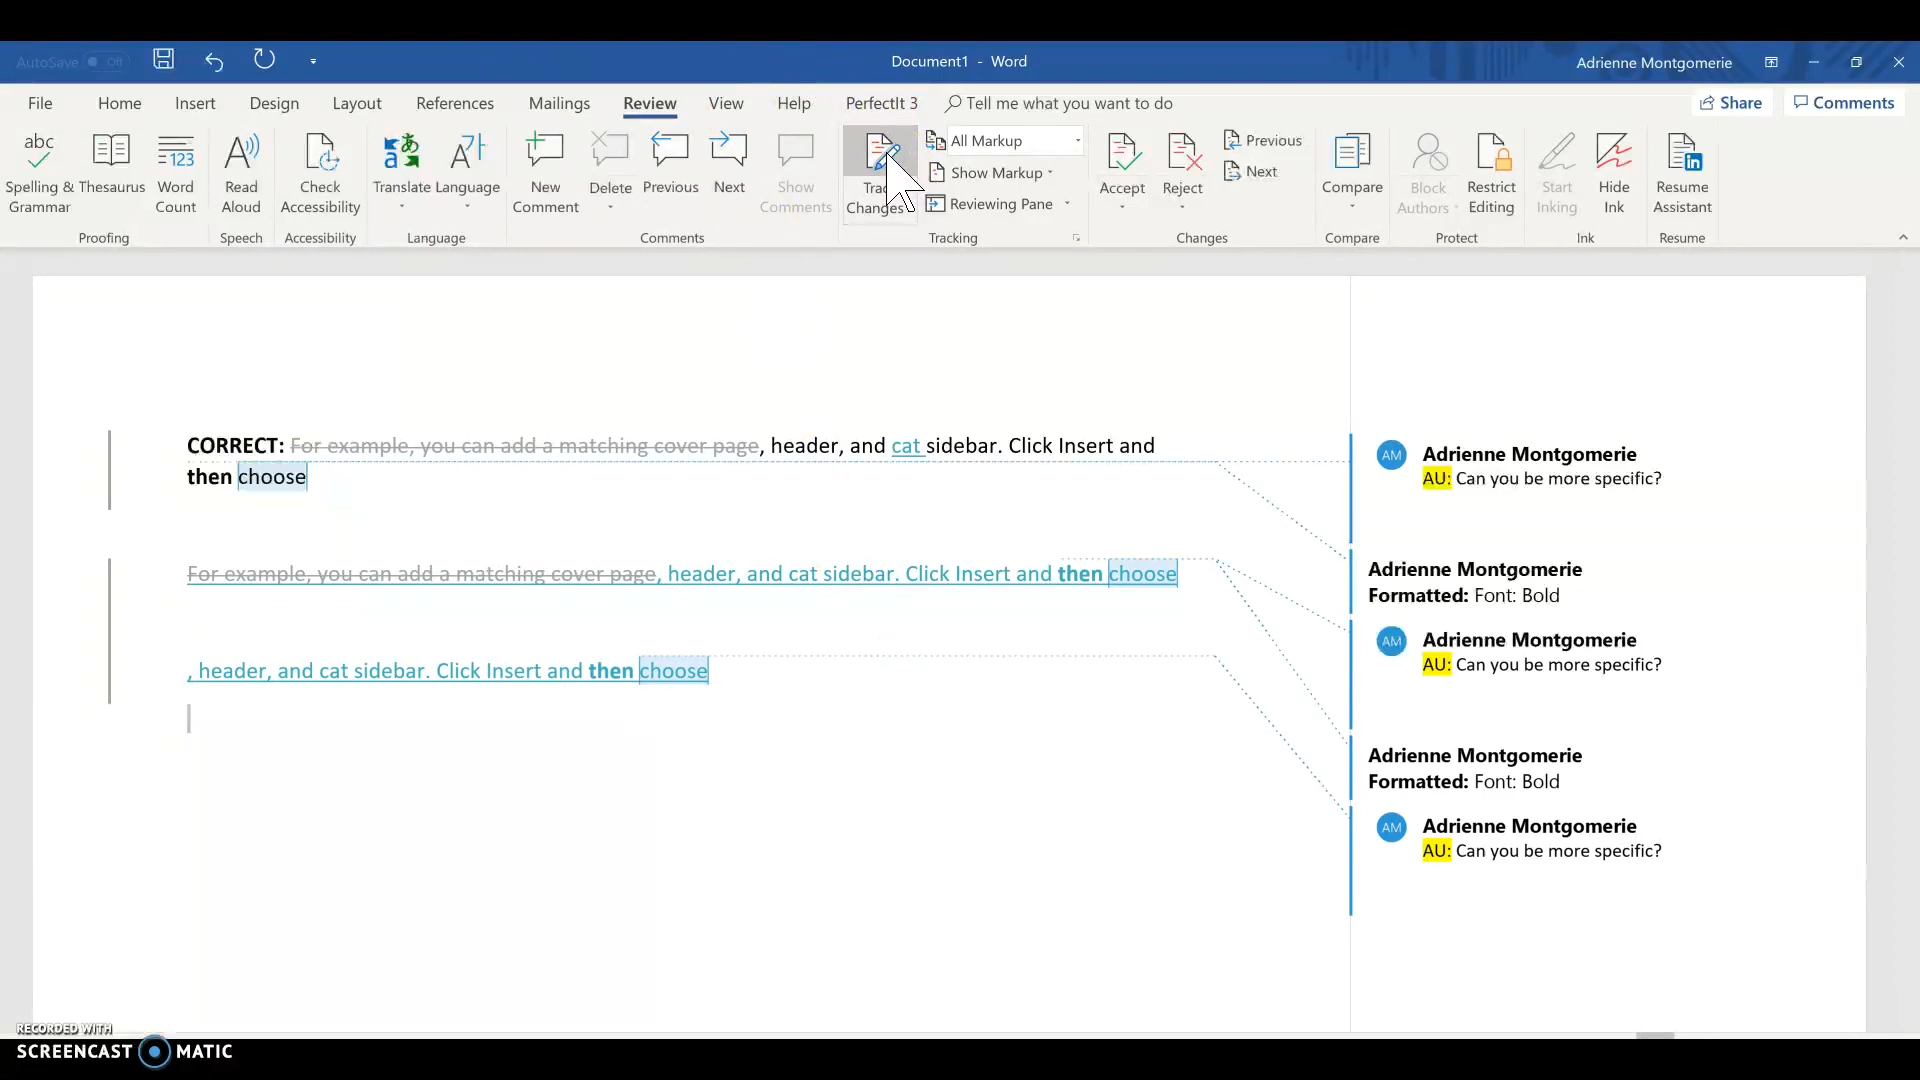 AutoSave Off
Document1 - Word
Adrienne Montgomerie
File Home Insert Design Layout References Mailings Review View Help PerfectIt 3 Tell me what you want to do Share Comments
abc
Spelling & Grammar
Thesaurus
123
Word Count
Read Aloud
Check Accessibility
Translate
Language
New Comment
Delete
Previous
Next
Show Comments
Changes
All Markup
Show Markup
Reviewing Pane
Accept
Reject
Previous
Next
Compare
Block Authors
Restrict Editing
Start Inking
Hide Ink
in
Resume Assistant
Proofing Speech Accessibility Language Comments Tracking Changes Compare Protect Ink Resume
CORRECT: For example, you can add a matching cover page, header, and cat sidebar. Click Insert and
then choose
For example, you can add a matching cover page, header, and cat sidebar. Click Insert and then choose
, header, and cat sidebar. Click Insert and then choose
AM Adrienne Montgomerie
AU: Can you be more specific?
Adrienne Montgomerie
Formatted: Font: Bold
AM Adrienne Montgomerie
AU: Can you be more specific?
Adrienne Montgomerie
Formatted: Font: Bold
AM Adrienne Montgomerie
AU: Can you be more specific?
RECORDED WITH
SCREENCAST MATIC